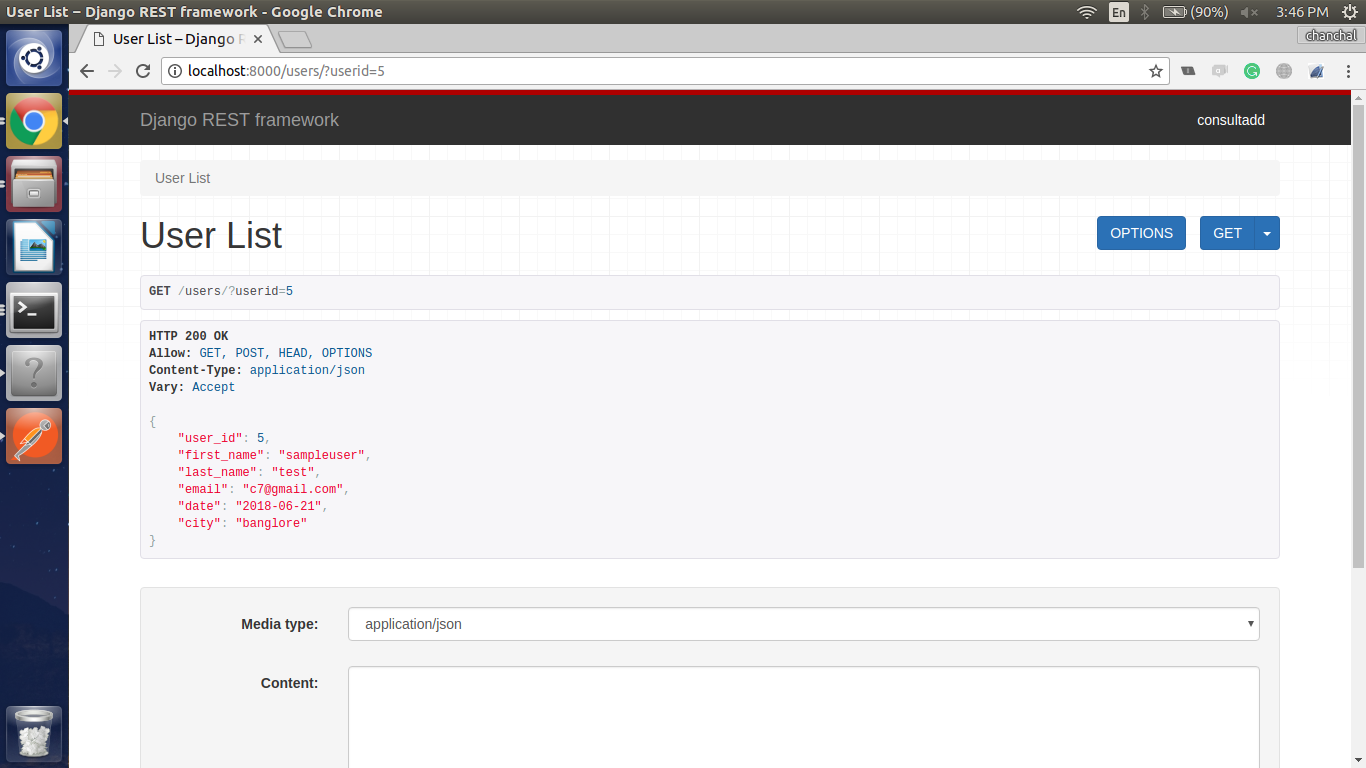 User List – Django REST framework - Google Chrome
En
(90%)
3:46 PM
User List – Django R
chanchal
localhost:8000/users/?userid=5
Django REST framework
consultadd
User List
User List
OPTIONS
GET
GET /users/?userid=5
HTTP 200 OK
Allow: GET, POST, HEAD, OPTIONS
Content-Type: application/json
Vary: Accept
{
"user_id": 5,
"first_name": "sampleuser",
"last_name": "test",
"email": "c7@gmail.com",
"date": "2018-06-21",
"city": "banglore"
}
Media type:
application/json
Content: